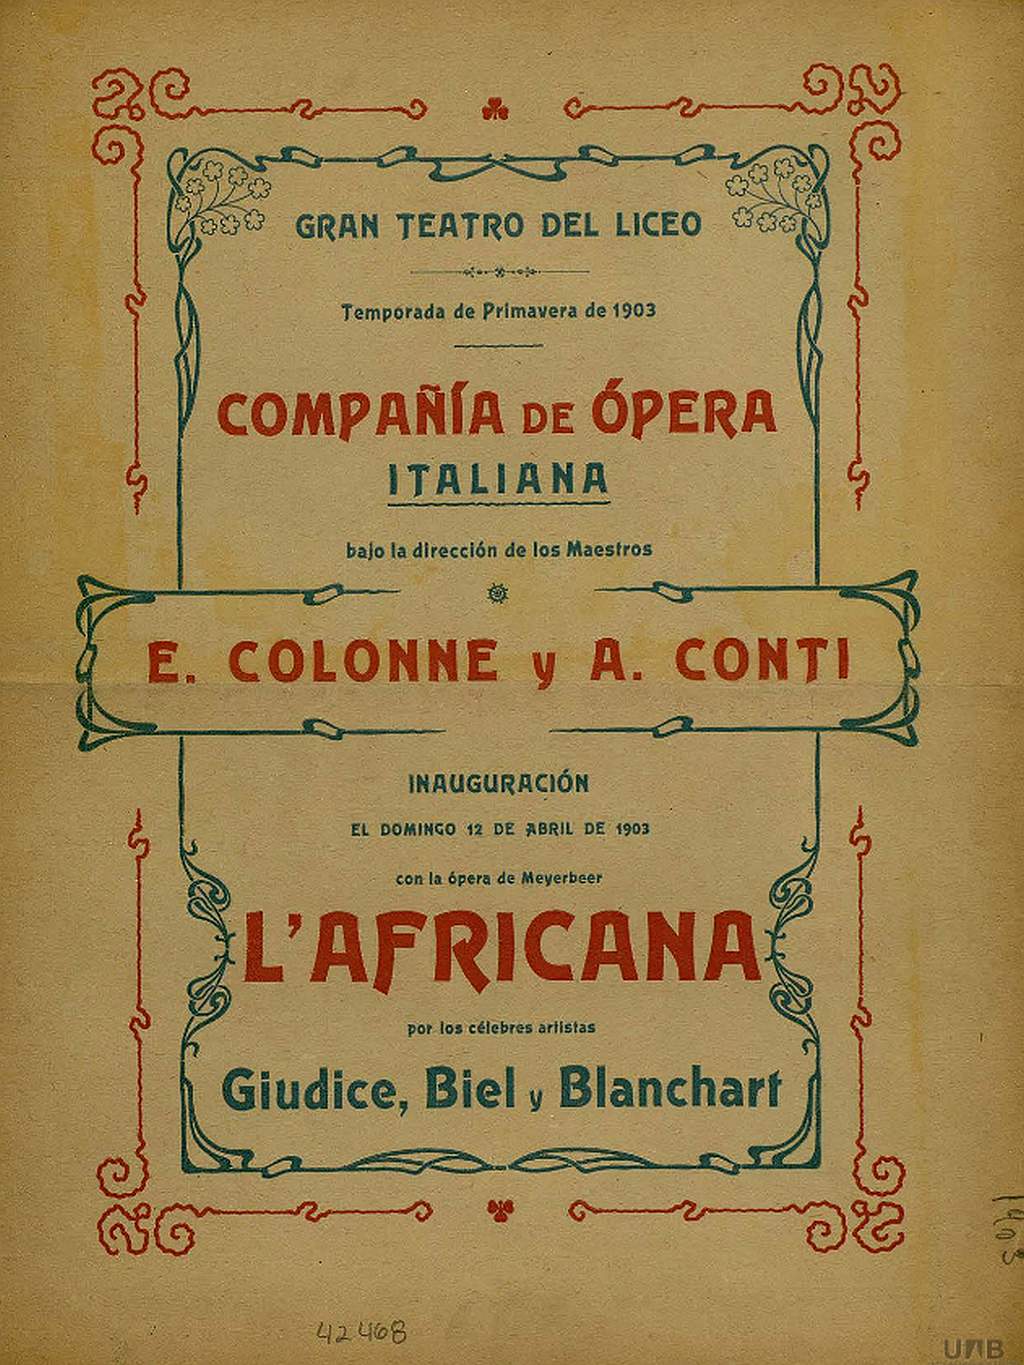 GRAN TEATRO DEL LICEO
Temporada de Primavera de 1903
COMPAÑÍA DE ÓPERA
ITALIANA
bajo la dirección de los Maestros
E. COLONNE y A. CONTI
INAUGURACIÓN
EL DOMINGO 12 DE ABRIL DE 1903
con la ópera de Meyerbeer
L'AFRICANA
por los célebres artistas
Giudice, Biel y Blanchart
1903
42468
UAB